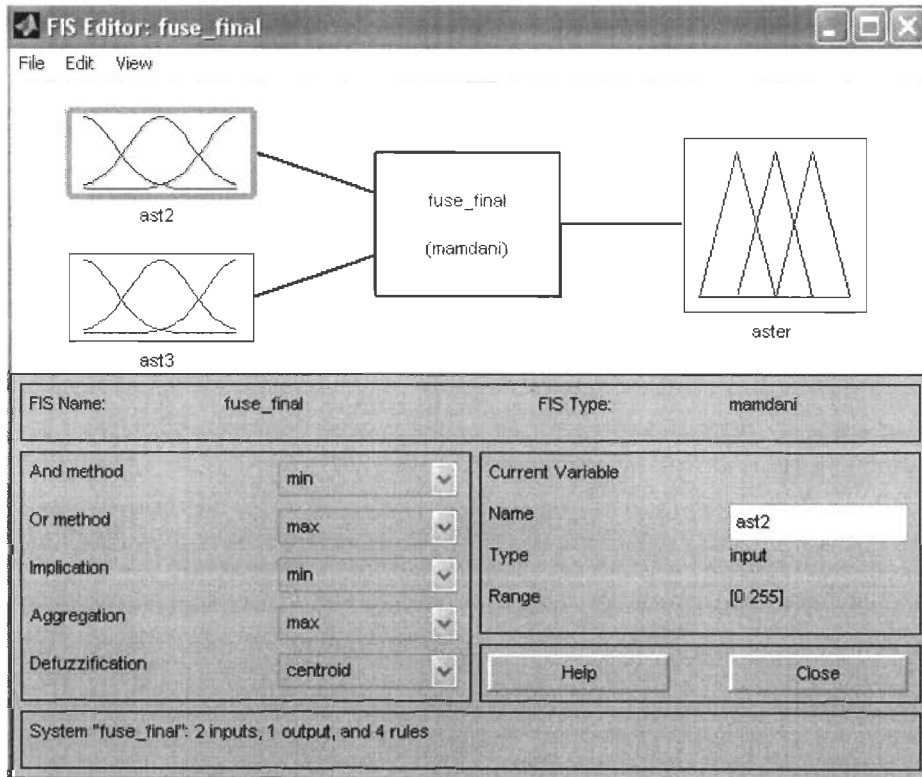 FIS Editor: fuse_final
File Edit View
ast2
fuse_final
(mamdani)
ast3
aster
FIS Name: fuse_final FIS Type: mamdani
And method min
Or method max
Implication min
Aggregation max
Defuzzification centroid
Current Variable
Name ast2
Type input
Range [0 255]
Help Close
System "fuse_final": 2 inputs, 1 output, and 4 rules